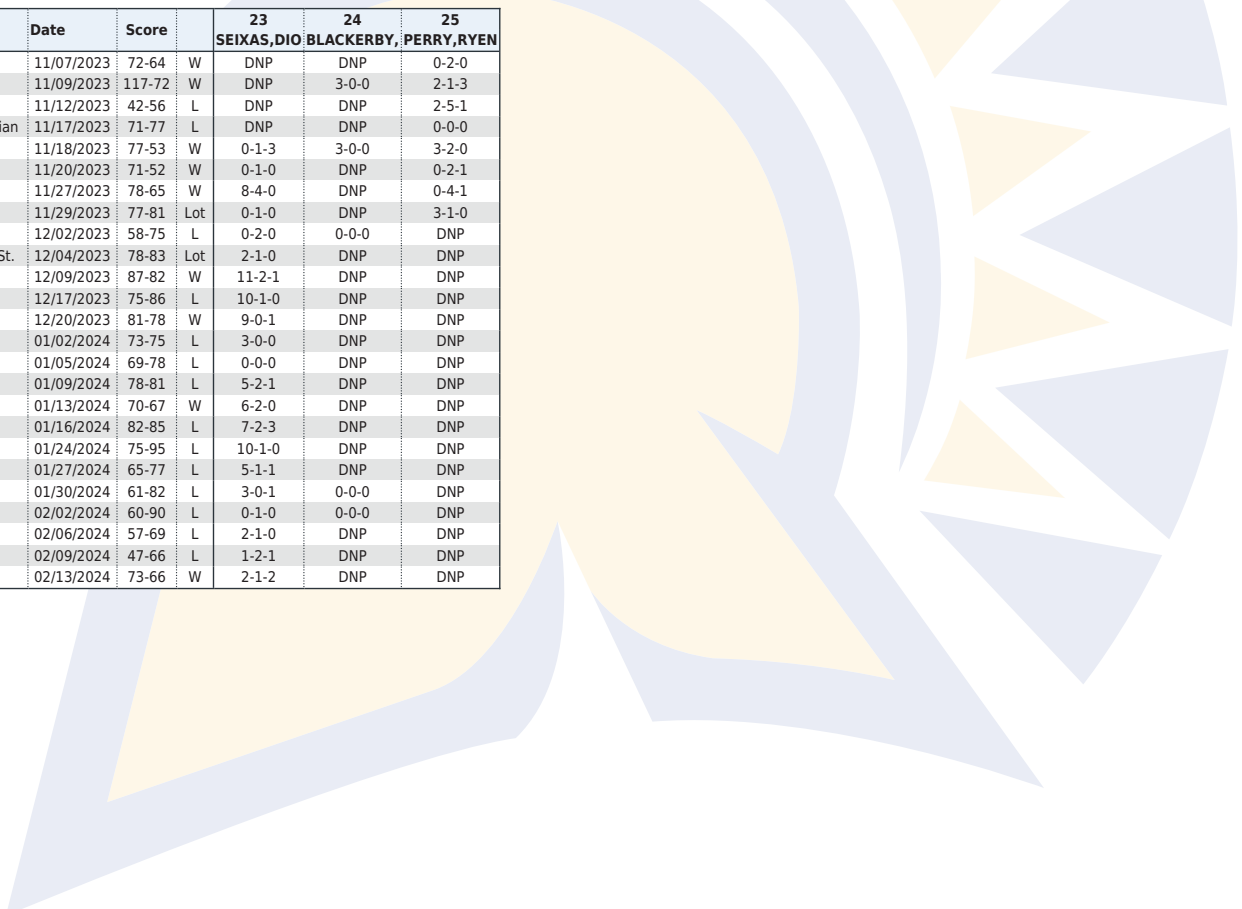 Date Score 23 24 25
SEIXAS,DIO BLACKERBY, PERRY,RYEN
11/07/2023 72-64 W DNP DNP 0-2-0
11/09/2023 117-72 W DNP 3-0-0 2-1-3
11/12/2023 42-56 L DNP DNP 2-5-1
ian 11/17/2023 71-77 L DNP DNP 0-0-0
11/18/2023 77-53 W 0-1-3 3-0-0 3-2-0
11/20/2023 71-52 W 0-1-0 DNP 0-2-1
11/27/2023 78-65 W 8-4-0 DNP 0-4-1
11/29/2023 77-81 Lot 0-1-0 DNP 3-1-0
12/02/2023 58-75 L 0-2-0 0-0-0 DNP
St. 12/04/2023 78-83 Lot 2-1-0 DNP DNP
12/09/2023 87-82 W 11-2-1 DNP DNP
12/17/2023 75-86 L 10-1-0 DNP DNP
12/20/2023 81-78 W 9-0-1 DNP DNP
01/02/2024 73-75 L 3-0-0 DNP DNP
01/05/2024 69-78 L 0-0-0 DNP DNP
01/09/2024 78-81 L 5-2-1 DNP DNP
01/13/2024 70-67 W 6-2-0 DNP DNP
01/16/2024 82-85 L 7-2-3 DNP DNP
01/24/2024 75-95 L 10-1-0 DNP DNP
01/27/2024 65-77 L 5-1-1 DNP DNP
01/30/2024 61-82 L 3-0-1 0-0-0 DNP
02/02/2024 60-90 L 0-1-0 0-0-0 DNP
02/06/2024 57-69 L 2-1-0 DNP DNP
02/09/2024 47-66 L 1-2-1 DNP DNP
02/13/2024 73-66 W 2-1-2 DNP DNP